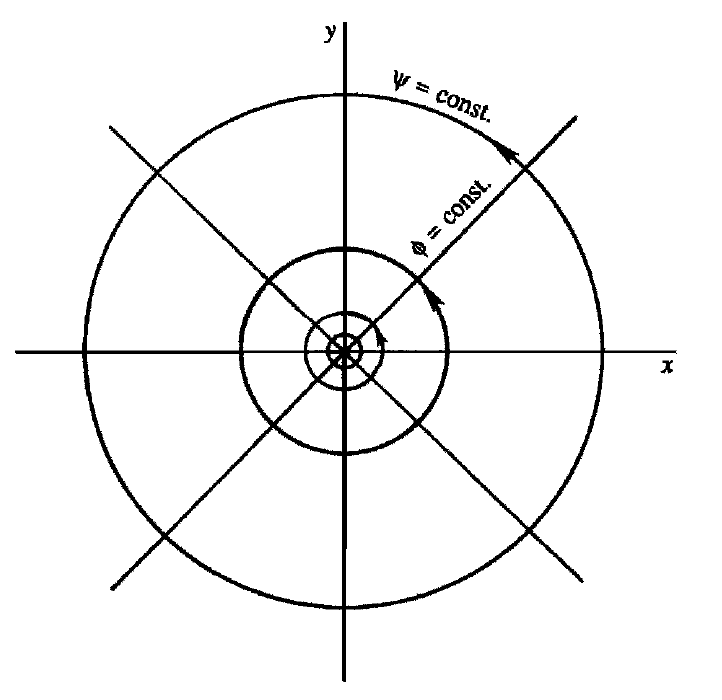 y
ψ = const.
ϕ = const.
x